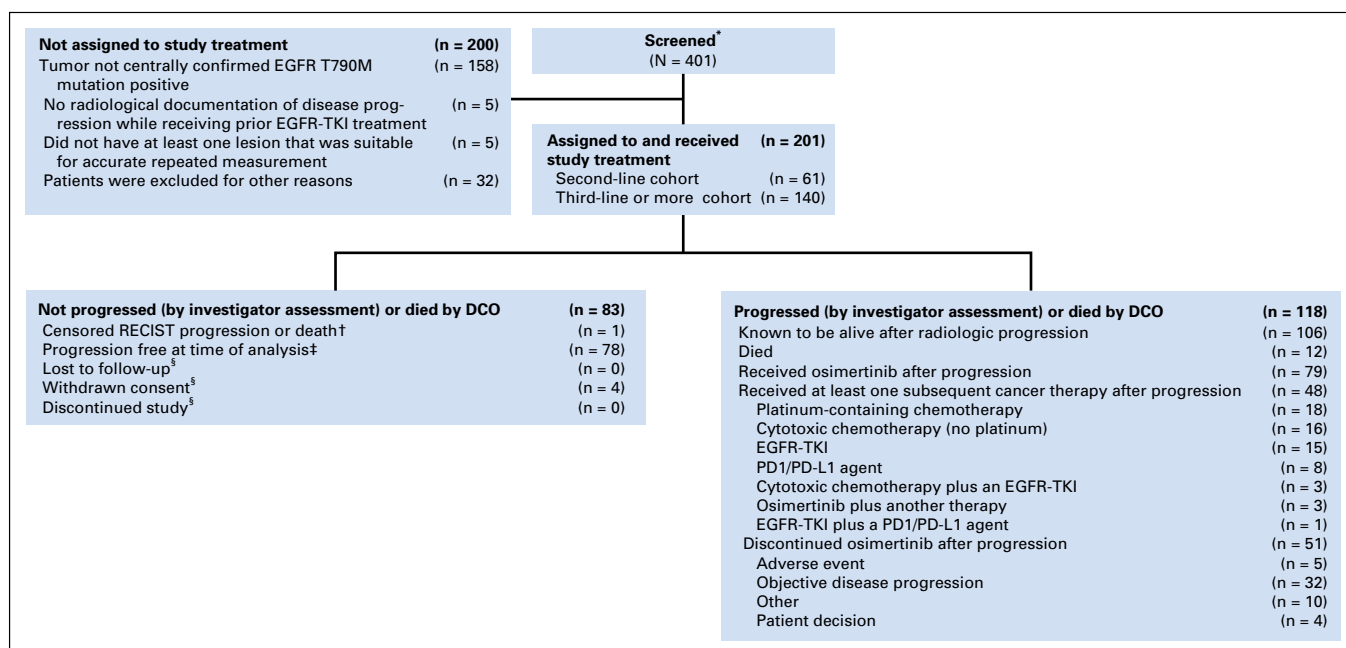 Not assigned to study treatment (n = 200)
Tumor not centrally confirmed EGFR T790M (n = 158)
mutation positive
No radiological documentation of disease prog- (n = 5)
ression while receiving prior EGFR-TKI treatment
Did not have at least one lesion that was suitable (n = 5)
for accurate repeated measurement
Patients were excluded for other reasons (n = 32)
Screened*
(N = 401)
Assigned to and received (n = 201)
study treatment
Second-line cohort (n = 61)
Third-line or more cohort (n = 140)
Not progressed (by investigator assessment) or died by DCO (n = 83)
Censored RECIST progression or death† (n = 1)
Progression free at time of analysis‡ (n = 78)
Lost to follow-up§ (n = 0)
Withdrawn consent§ (n = 4)
Discontinued study§ (n = 0)
Progressed (by investigator assessment) or died by DCO (n = 118)
Known to be alive after radiologic progression (n = 106)
Died (n = 12)
Received osimertinib after progression (n = 79)
Received at least one subsequent cancer therapy after progression (n = 48)
Platinum-containing chemotherapy (n = 18)
Cytotoxic chemotherapy (no platinum) (n = 16)
EGFR-TKI (n = 15)
PD1/PD-L1 agent (n = 8)
Cytotoxic chemotherapy plus an EGFR-TKI (n = 3)
Osimertinib plus another therapy (n = 3)
EGFR-TKI plus a PD1/PD-L1 agent (n = 1)
Discontinued osimertinib after progression (n = 51)
Adverse event (n = 5)
Objective disease progression (n = 32)
Other (n = 10)
Patient decision (n = 4)